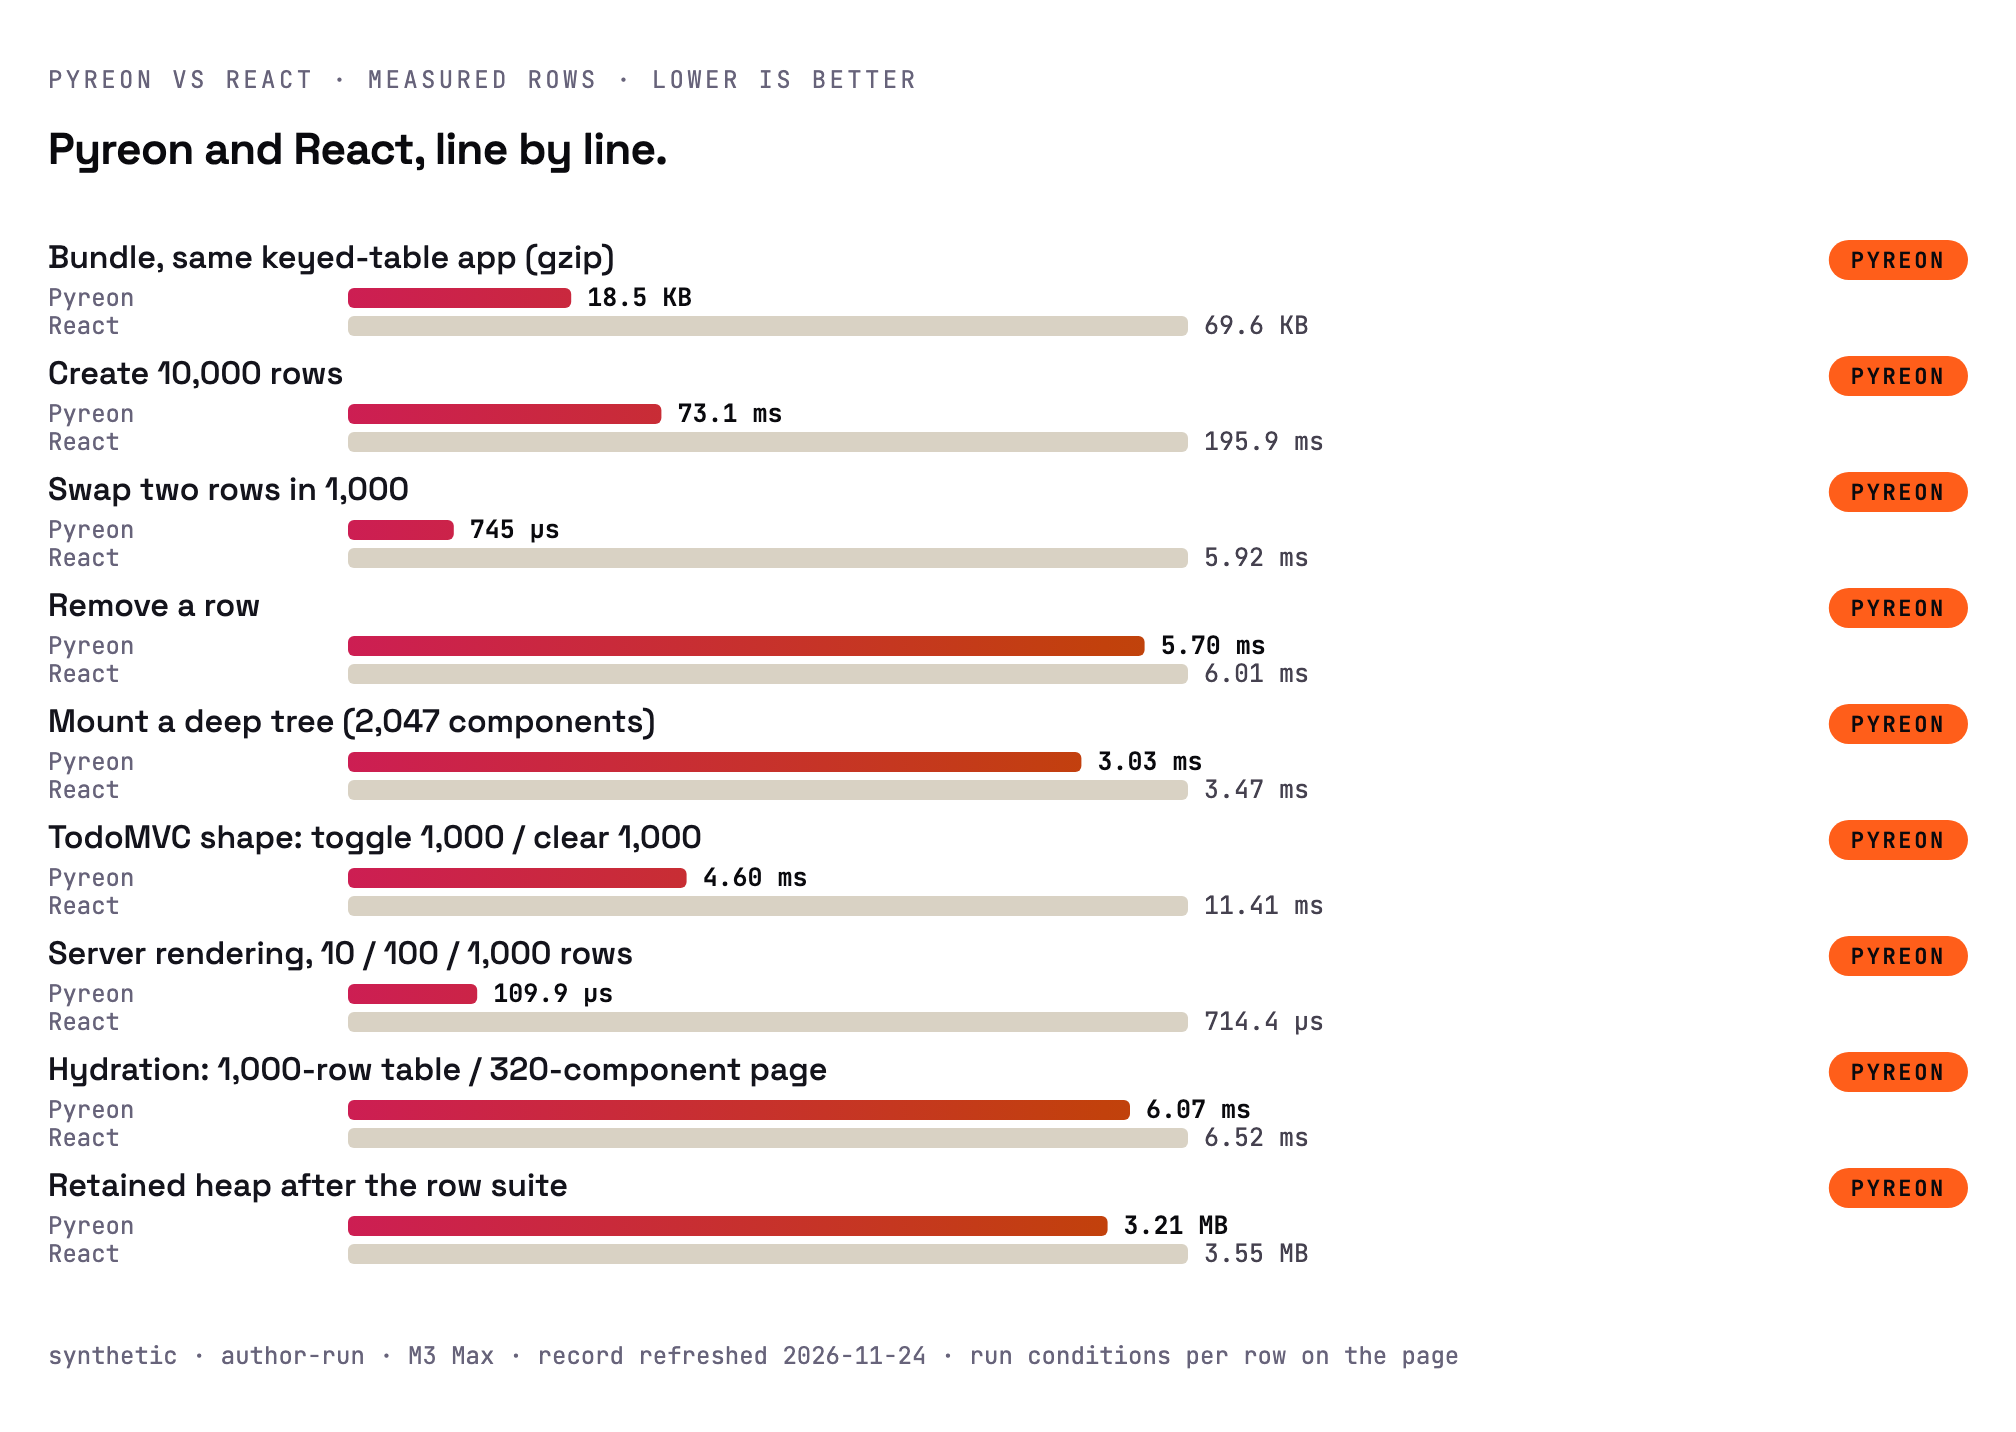 PYREON VS REACT · MEASURED ROWS · LOWER IS BETTER
Pyreon and React, line by line.
Bundle, same keyed-table app (gzip)
PYREON
Pyreon 18.5 KB
React 69.6 KB
Create 10,000 rows
PYREON
Pyreon 73.1 ms
React 195.9 ms
Swap two rows in 1,000
PYREON
Pyreon 745 µs
React 5.92 ms
Remove a row
PYREON
Pyreon 5.70 ms
React 6.01 ms
Mount a deep tree (2,047 components)
PYREON
Pyreon 3.03 ms
React 3.47 ms
TodoMVC shape: toggle 1,000 / clear 1,000
PYREON
Pyreon 4.60 ms
React 11.41 ms
Server rendering, 10 / 100 / 1,000 rows
PYREON
Pyreon 109.9 µs
React 714.4 µs
Hydration: 1,000-row table / 320-component page
PYREON
Pyreon 6.07 ms
React 6.52 ms
Retained heap after the row suite
PYREON
Pyreon 3.21 MB
React 3.55 MB
synthetic · author-run · M3 Max · record refreshed 2026-11-24 · run conditions per row on the page